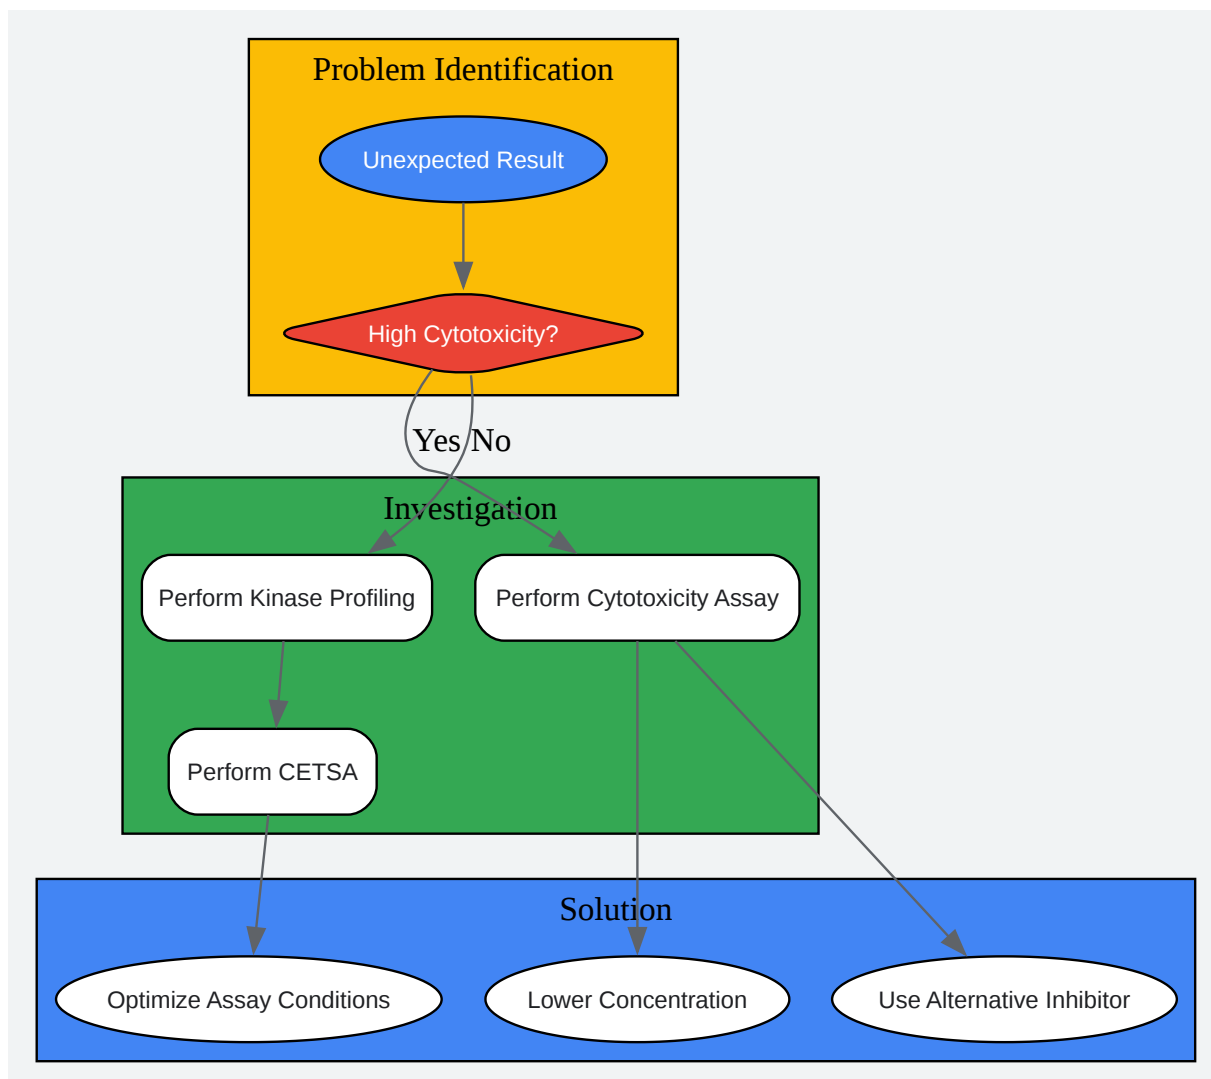 Problem Identification
Unexpected Result
High Cytotoxicity?
Yes No
Investigation
Perform Kinase Profiling
Perform Cytotoxicity Assay
Perform CETSA
Solution
Optimize Assay Conditions
Lower Concentration
Use Alternative Inhibitor